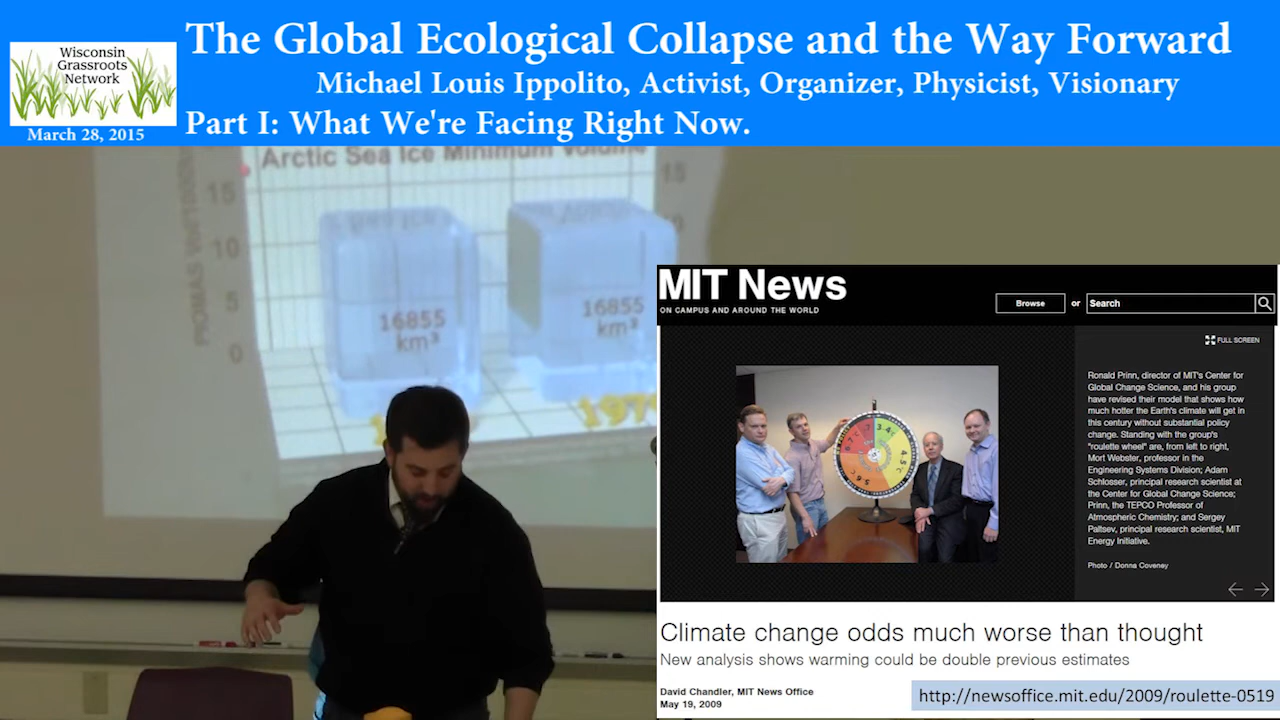 Wisconsin
Grassroots
Network
March 28, 2015
The Global Ecological Collapse and the Way Forward
Michael Louis Ippolito, Activist, Organizer, Physicist, Visionary
Part I: What We're Facing Right Now.
Arctic Sea Ice Minimum Volume
15
10
5
0
15
PIOMAS
16855
km³
16855
km³
MIT News
ON CAMPUS AND AROUND THE WORLD
Browse or Search
FULL SCREEN
Ronald Prinn, director of MIT's Center for
Global Change Science, and his group
have revised their model that shows how
much hotter the Earth's climate will get in
this century without substantial policy
change. Standing with the group's
"roulette wheel" are, from left to right,
Mort Webster, professor in the
Engineering Systems Division; Adam
Schlosser, principal research scientist at
the Center for Global Change Science;
Prinn, the TEPCO Professor of
Atmospheric Chemistry; and Sergey
Paltsev, principal research scientist, MIT
Energy Initiative.
Photo / Donna Coveney
Climate change odds much worse than thought
New analysis shows warming could be double previous estimates
David Chandler, MIT News Office
May 19, 2009
http://newsoffice.mit.edu/2009/roulette-0519